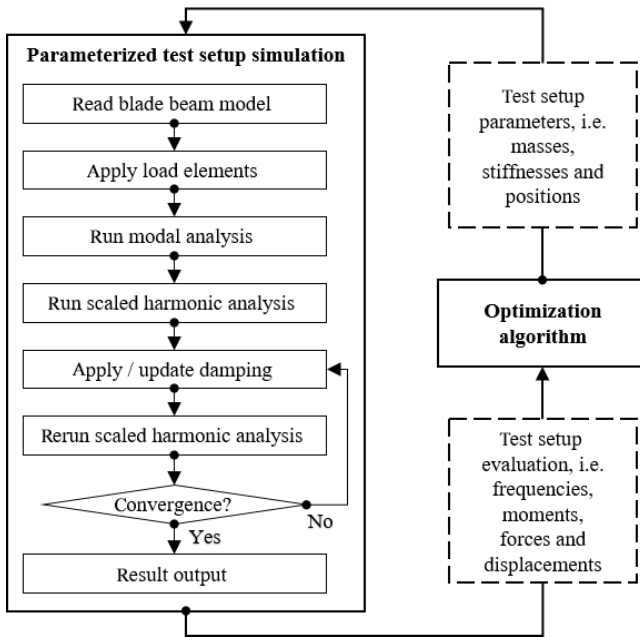 Parameterized test setup simulation
Read blade beam model
Apply load elements
Run modal analysis
Run scaled harmonic analysis
Apply / update damping
Rerun scaled harmonic analysis
Convergence?
No
Yes
Result output
Test setup
parameters, i.e.
masses,
stiffnesses and
positions
Optimization
algorithm
Test setup
evaluation, i.e.
frequencies,
moments,
forces and
displacements